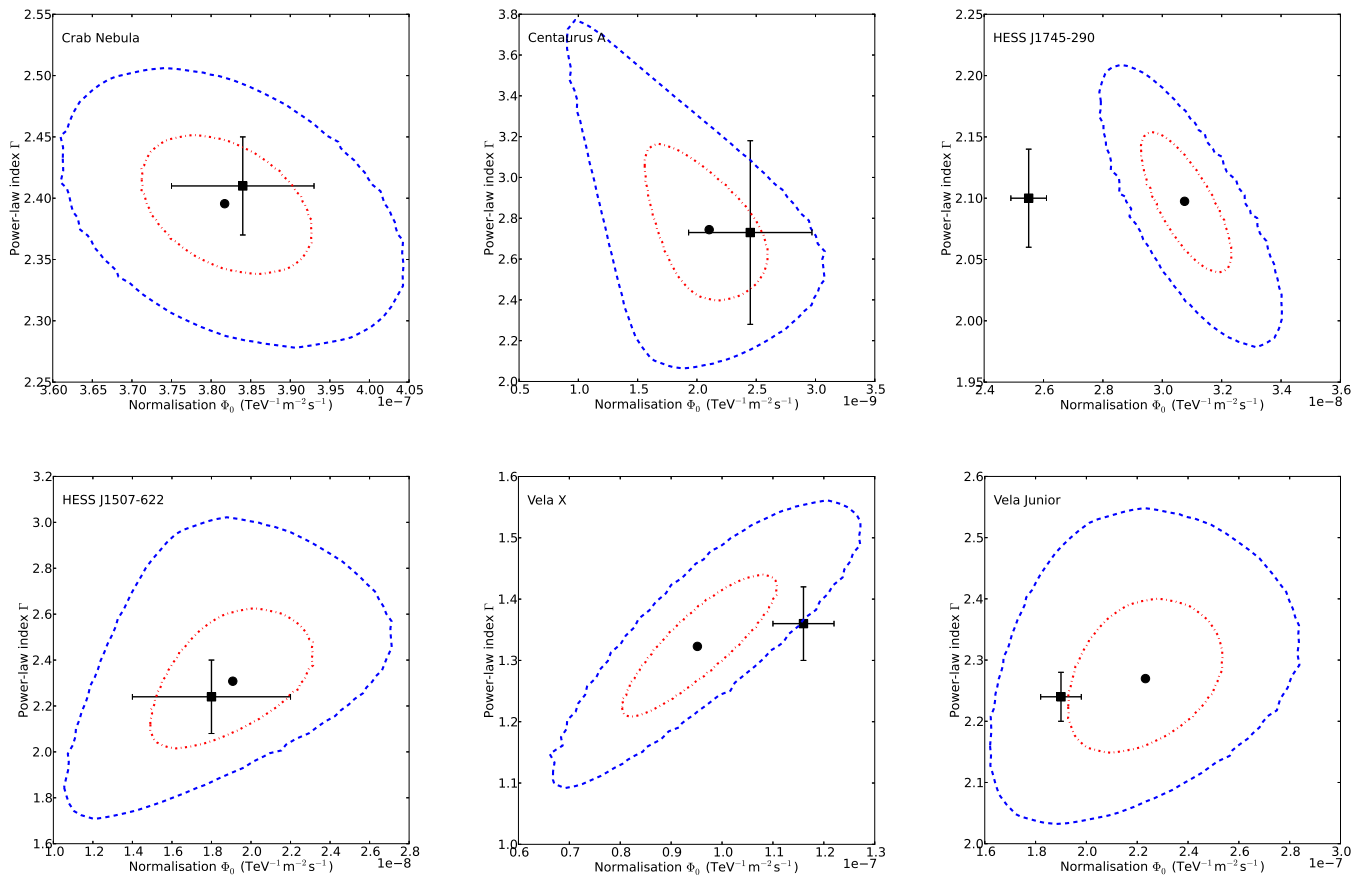 Crab Nebula
Power-law index Γ
2.55
2.50
2.45
2.40
2.35
2.30
2.25
3.60 3.65 3.70 3.75 3.80 3.85 3.90 3.95 4.00 4.05
Normalisation Φ₀ (TeV⁻¹m⁻²s⁻¹) 1e−7
Centaurus A
Power-law index Γ
3.8
3.6
3.4
3.2
3.0
2.8
2.6
2.4
2.2
2.0
0.5 1.0 1.5 2.0 2.5 3.0 3.5
Normalisation Φ₀ (TeV⁻¹m⁻²s⁻¹) 1e−9
HESS J1745-290
Power-law index Γ
2.25
2.20
2.15
2.10
2.05
2.00
1.95
2.4 2.6 2.8 3.0 3.2 3.4 3.6
Normalisation Φ₀ (TeV⁻¹m⁻²s⁻¹) 1e−8
HESS J1507-622
Power-law index Γ
3.2
3.0
2.8
2.6
2.4
2.2
2.0
1.8
1.6
1.0 1.2 1.4 1.6 1.8 2.0 2.2 2.4 2.6 2.8
Normalisation Φ₀ (TeV⁻¹m⁻²s⁻¹) 1e−8
Vela X
Power-law index Γ
1.6
1.5
1.4
1.3
1.2
1.1
1.0
0.6 0.7 0.8 0.9 1.0 1.1 1.2 1.3
Normalisation Φ₀ (TeV⁻¹m⁻²s⁻¹) 1e−7
Vela Junior
Power-law index Γ
2.6
2.5
2.4
2.3
2.2
2.1
2.0
1.6 1.8 2.0 2.2 2.4 2.6 2.8 3.0
Normalisation Φ₀ (TeV⁻¹m⁻²s⁻¹) 1e−7